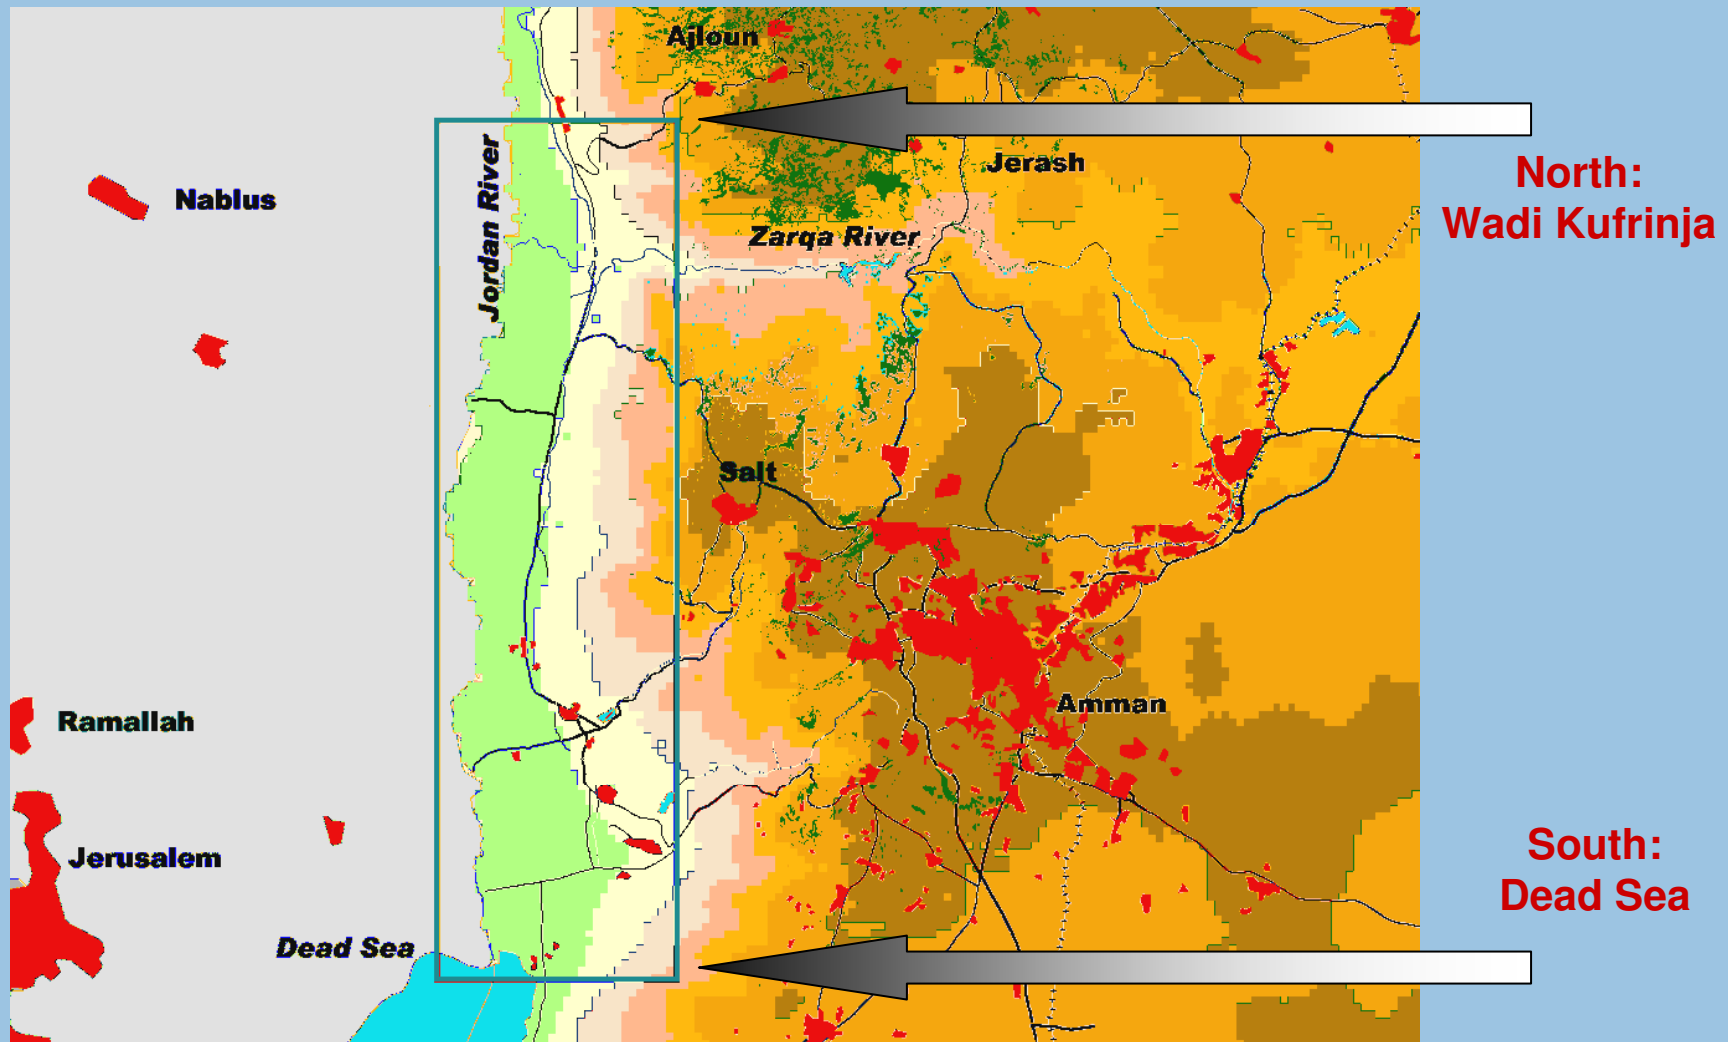 Ajloun
Jerash
North:
Wadi Kufrinja
Nablus
Jordan River
Zarqa River
Salt
Ramallah
Amman
Jerusalem
South:
Dead Sea
Dead Sea